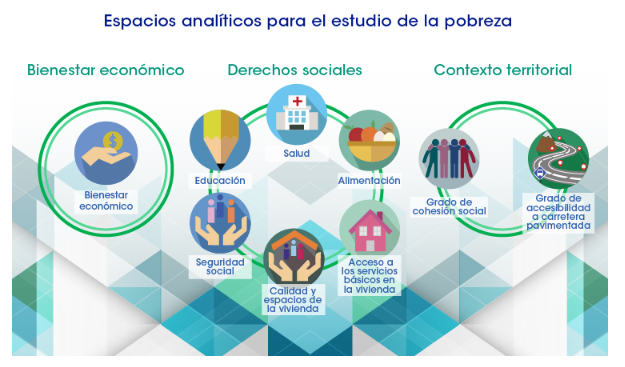 Espacios analíticos para el estudio de la pobreza
Bienestar económico
Derechos sociales
Contexto territorial
Bienestar
económico
Educación
Salud
Alimentación
Seguridad
social
Calidad y
espacios de
la vivienda
Acceso a
los servicios
básicos en
la vivienda
Grado de
cohesión social
Grado de
accesibilidad
a carretera
pavimentada